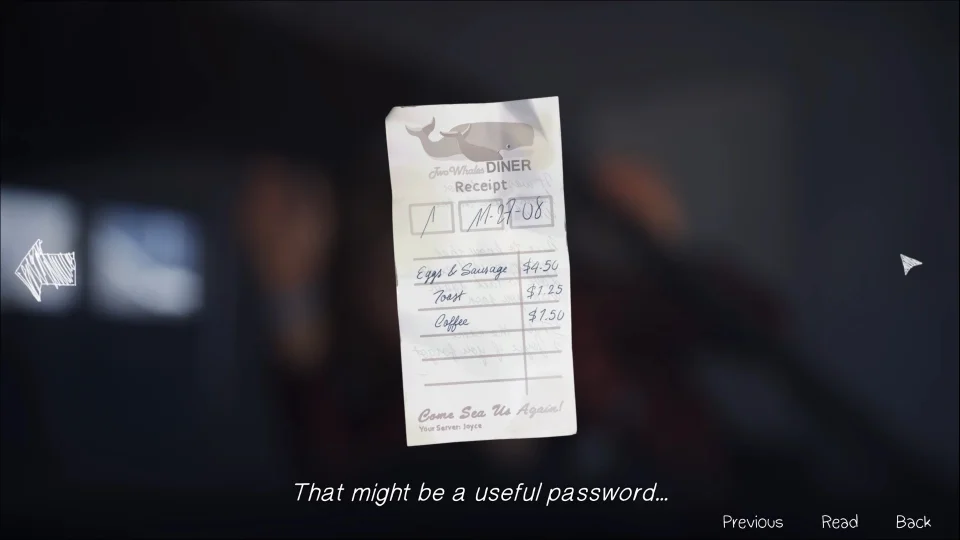 Two Whales DINER
Receipt
1 11-27-08
Eggs & Sausage $4.50
Toast $1.25
Coffee $1.50
Come Sea Us Again!
Your Server: Joyce
That might be a useful password...
Previous Read Back